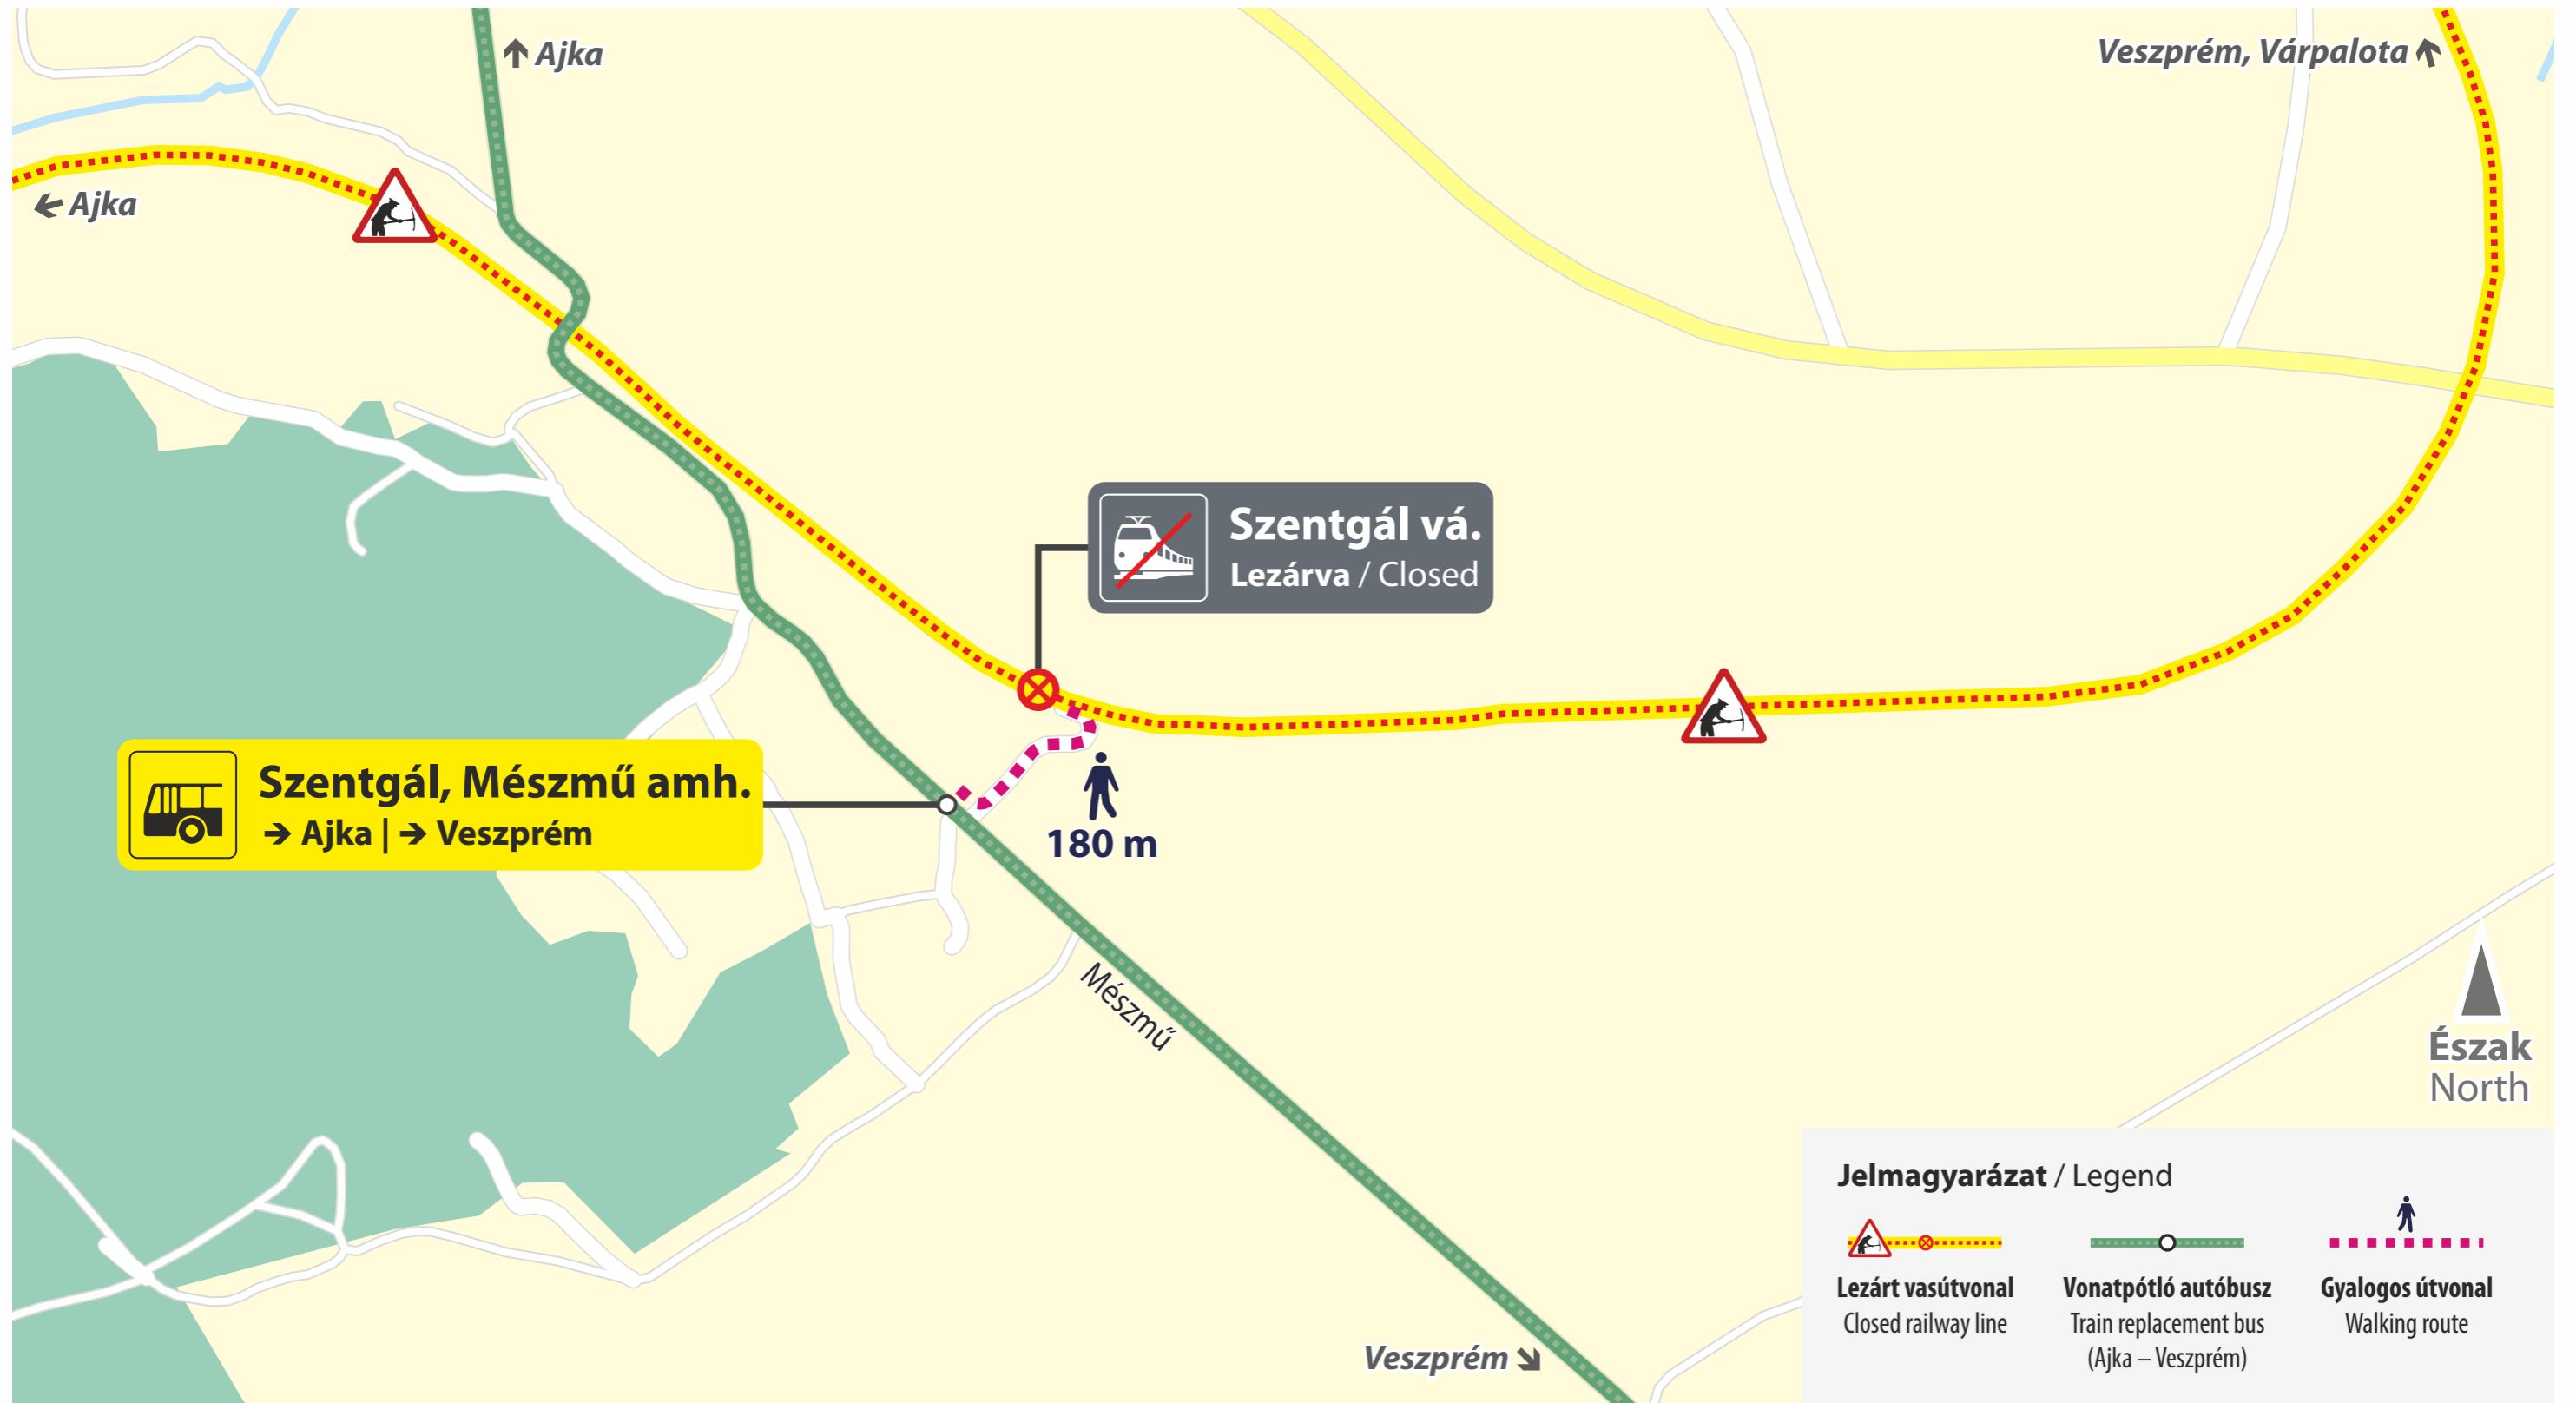 Ajka
Veszprém, Várpalota
Ajka
Szentgál vá.
Lezárva / Closed
Szentgál, Mészmű amh.
→ Ajka | → Veszprém
180 m
Mészmű
Észak
North
Veszprém
Jelmagyarázat / Legend
Lezárt vasútvonal
Closed railway line
Vonatpótló autóbusz
Train replacement bus
(Ajka – Veszprém)
Gyalogos útvonal
Walking route